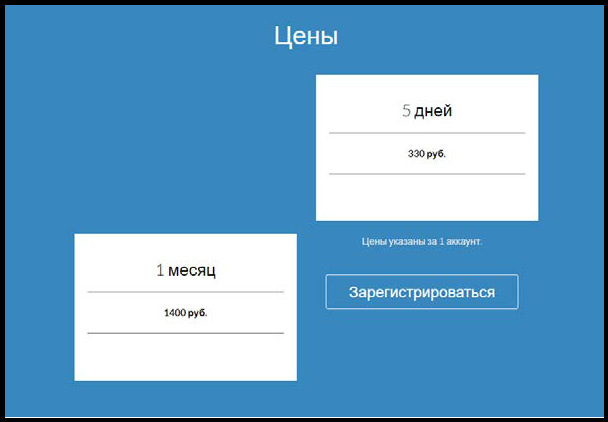 Цены
5 дней
330 руб.
Цены указаны за 1 аккаунт.
1 месяц
1400 руб.
Зарегистрироваться